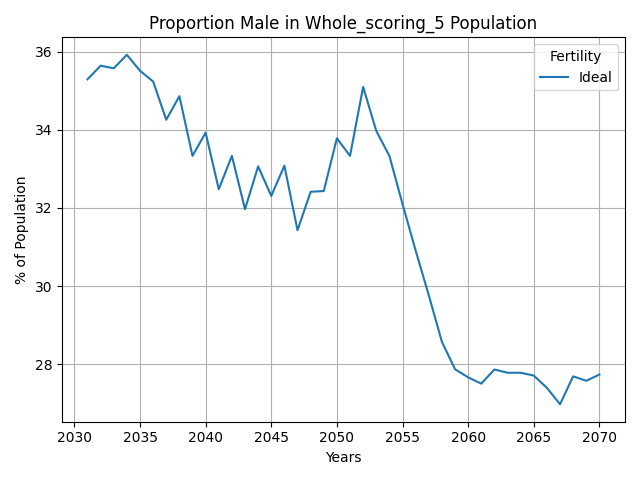 Proportion Male in Whole_scoring_5 Population
Fertility
Ideal
% of Population
36
34
32
30
28
2030 2035 2040 2045 2050 2055 2060 2065 2070
Years